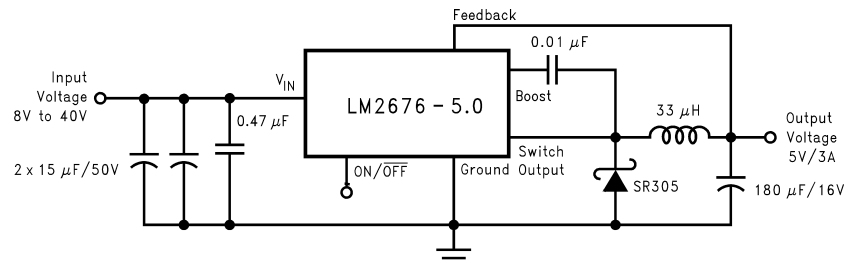 Feedback
0.01 μF
Input
Voltage
8V to 40V
V_IN
LM2676 – 5.0
Boost
33 μH
Output
Voltage
5V/3A
0.47 μF
Switch
Output
2 x 15 μF/50V
ON/O̅F̅F̅
Ground
SR305
180 μF/16V